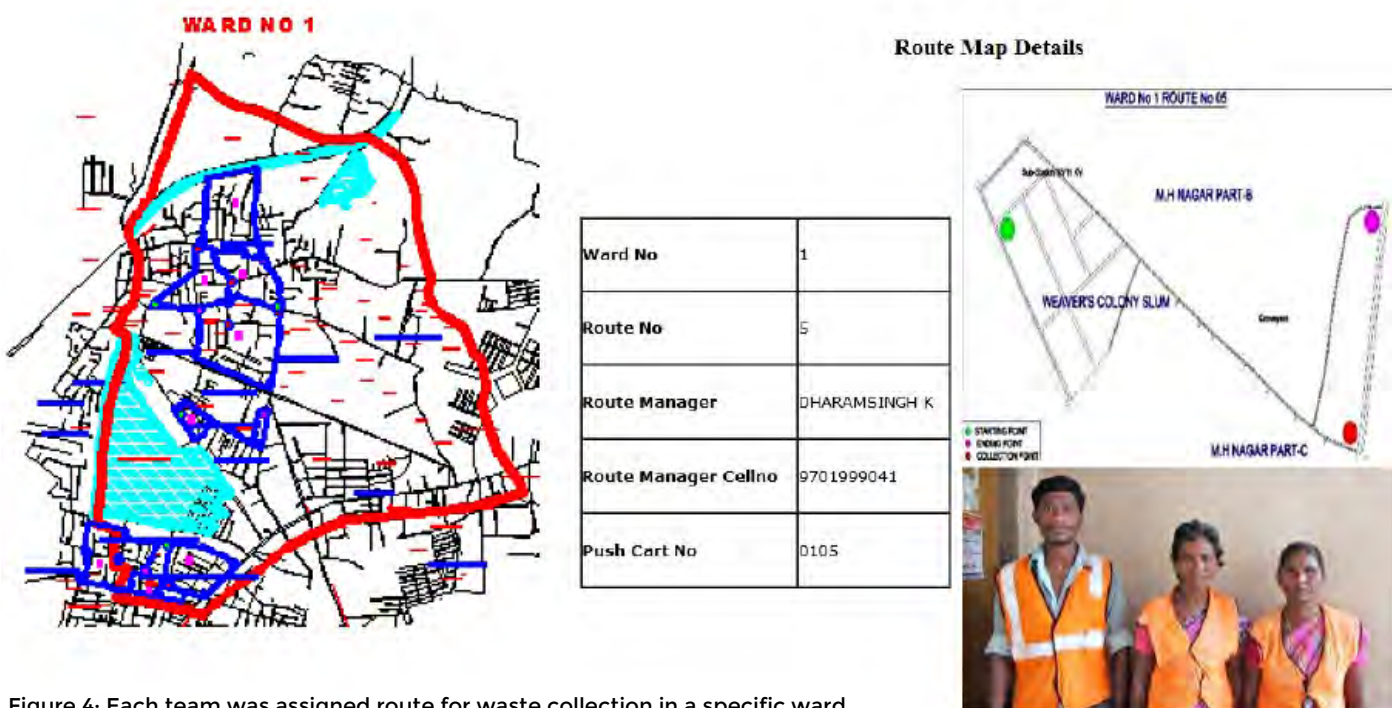 WARD NO 1
Route Map Details
WARD No 1 ROUTE No 05
M.H NAGAR PART-B
WEAVER'S COLONY SLUM
M.H NAGAR PART-C
STARTING POINT
ENDING POINT
COLLECTION POINT
Ward No 1
Route No 5
Route Manager DHARAMSINGH K
Route Manager Cellno 9701999041
Push Cart No 0105
Figure 4: Each team was assigned route for waste collection in a specific ward